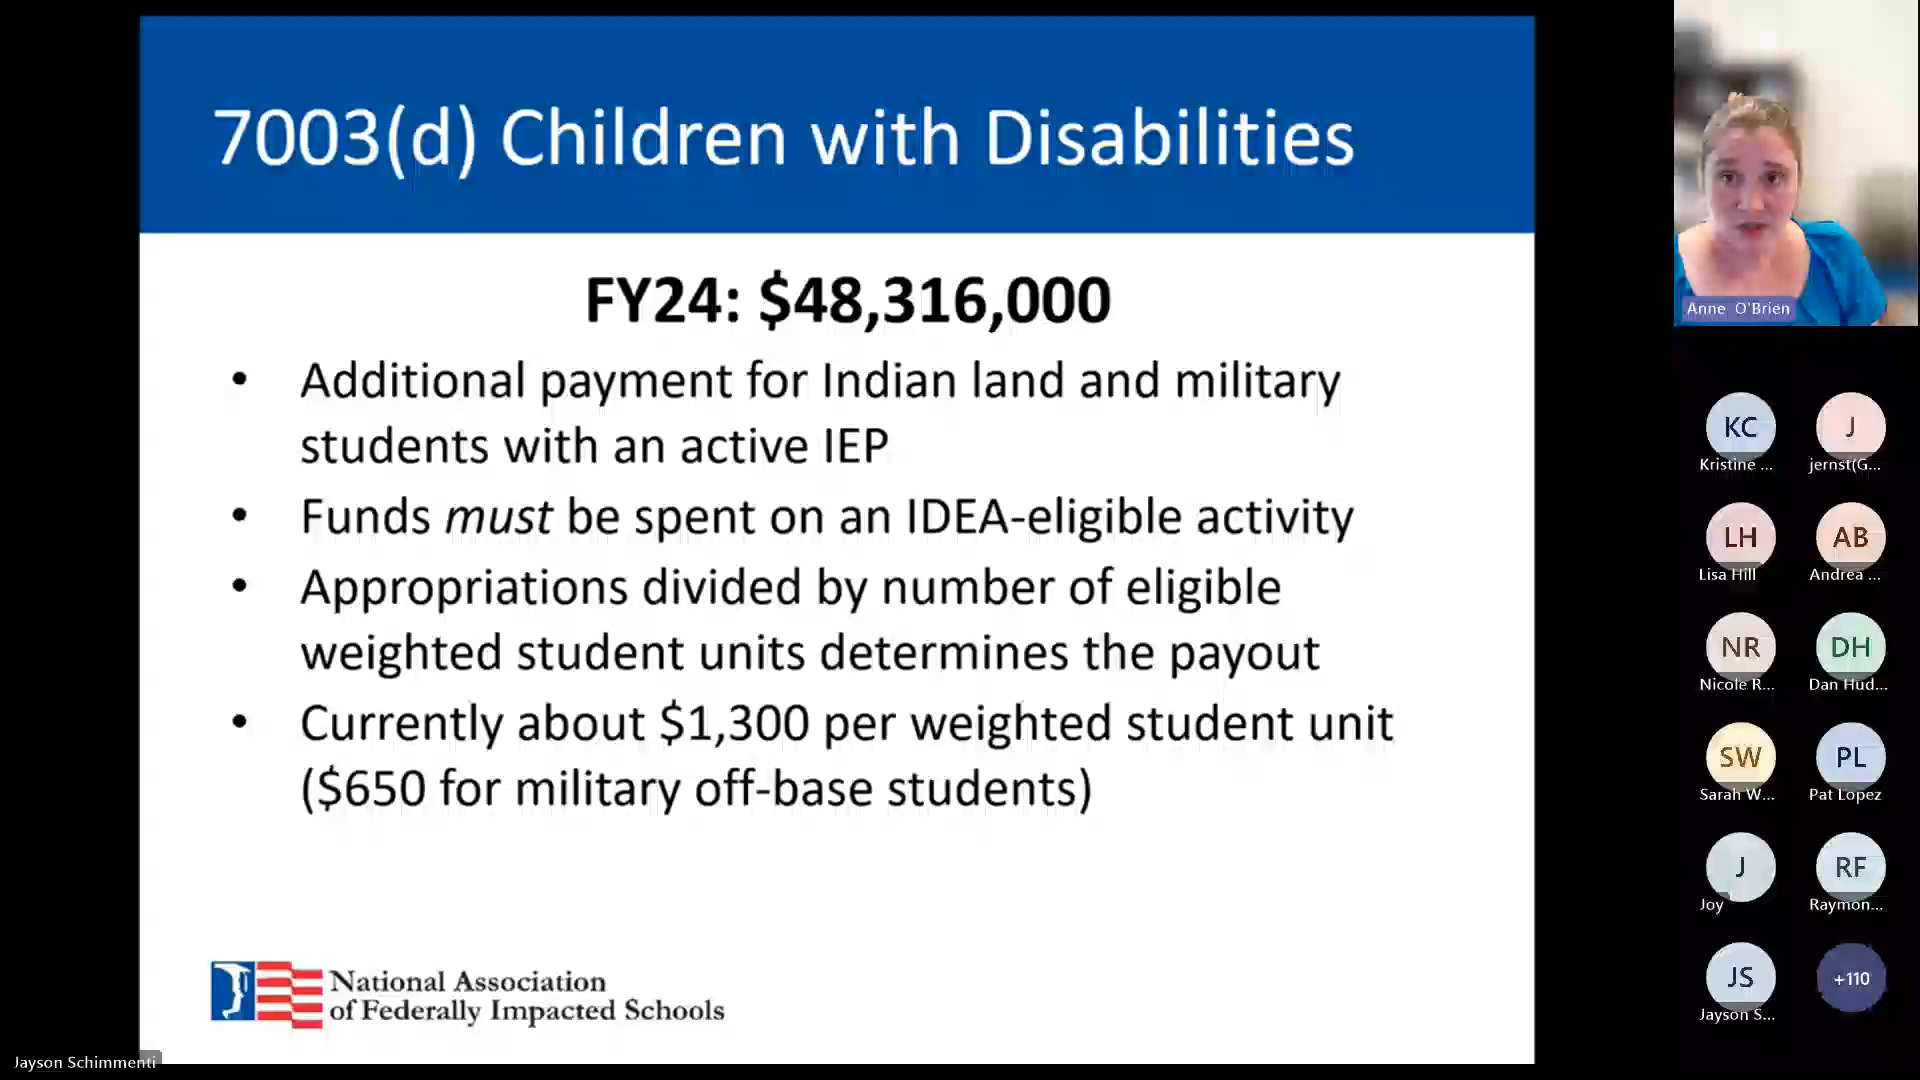 7003(d) Children with Disabilities
FY24: $48,316,000
• Additional payment for Indian land and military
students with an active IEP
• Funds must be spent on an IDEA-eligible activity
• Appropriations divided by number of eligible
weighted student units determines the payout
• Currently about $1,300 per weighted student unit
($650 for military off-base students)
National Association
of Federally Impacted Schools
Jayson Schimmenti
Anne O'Brien
KC
Kristine ...
J
jernst(G...
LH
Lisa Hill
AB
Andrea ...
NR
Nicole R...
DH
Dan Hud...
SW
Sarah W...
PL
Pat Lopez
J
Joy
RF
Raymon...
JS
Jayson S...
+110